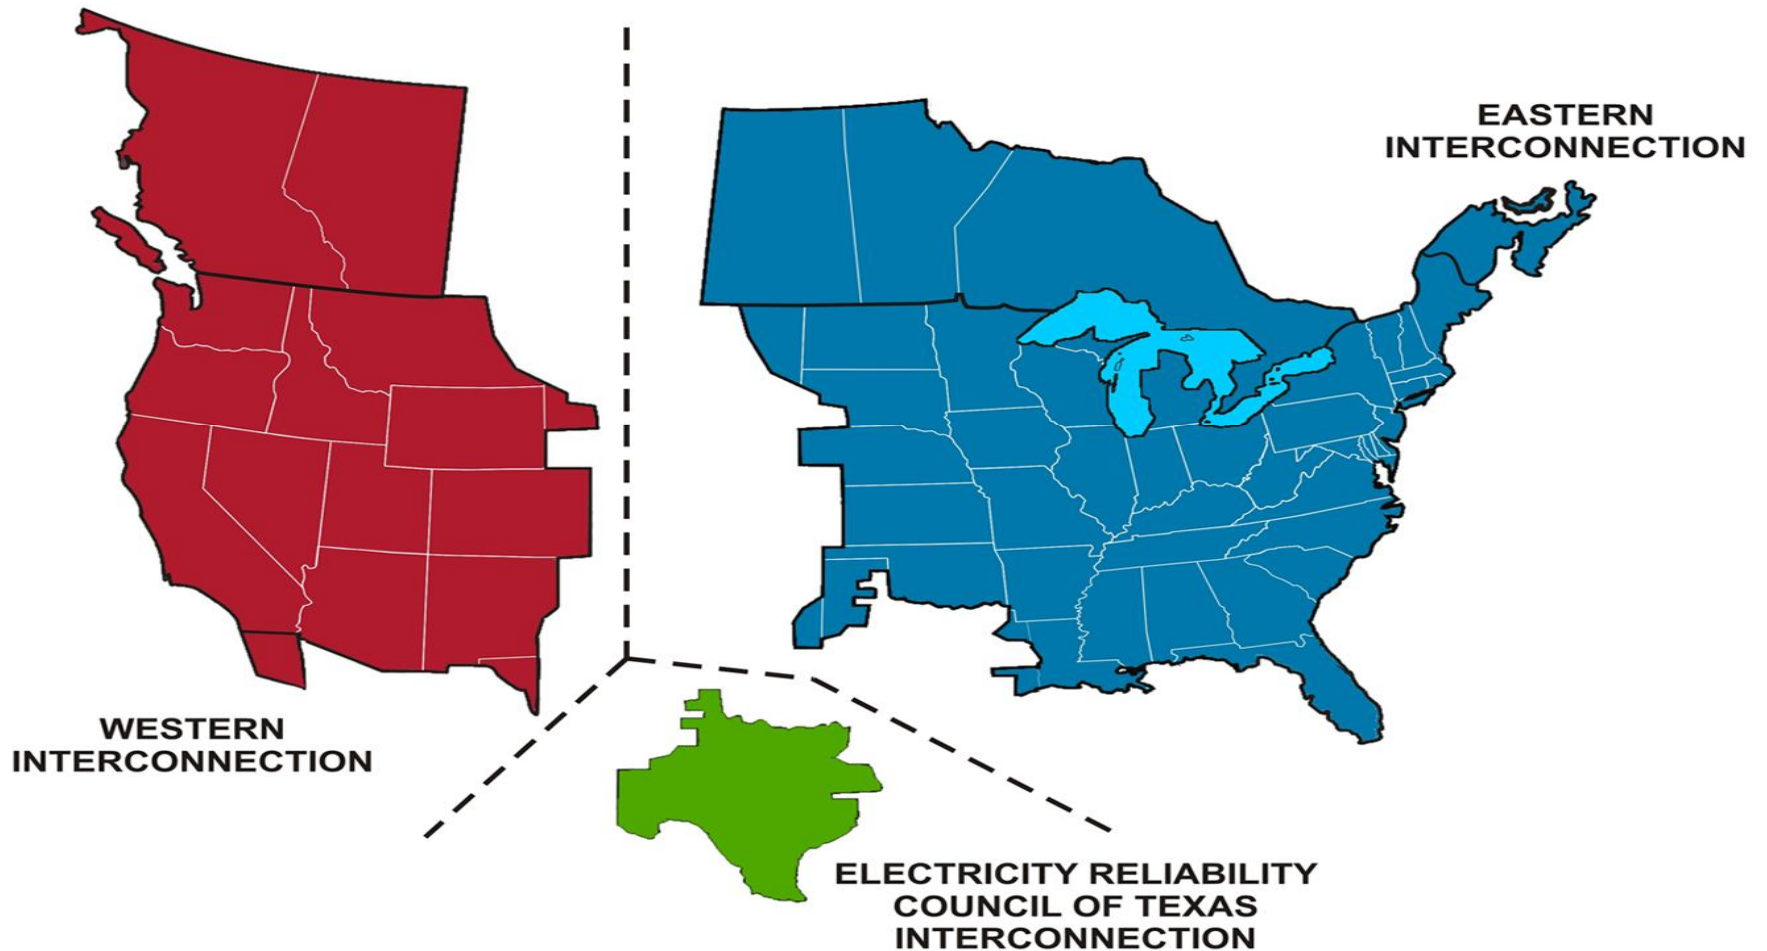 EASTERN
INTERCONNECTION
WESTERN
INTERCONNECTION
ELECTRICITY RELIABILITY
COUNCIL OF TEXAS
INTERCONNECTION